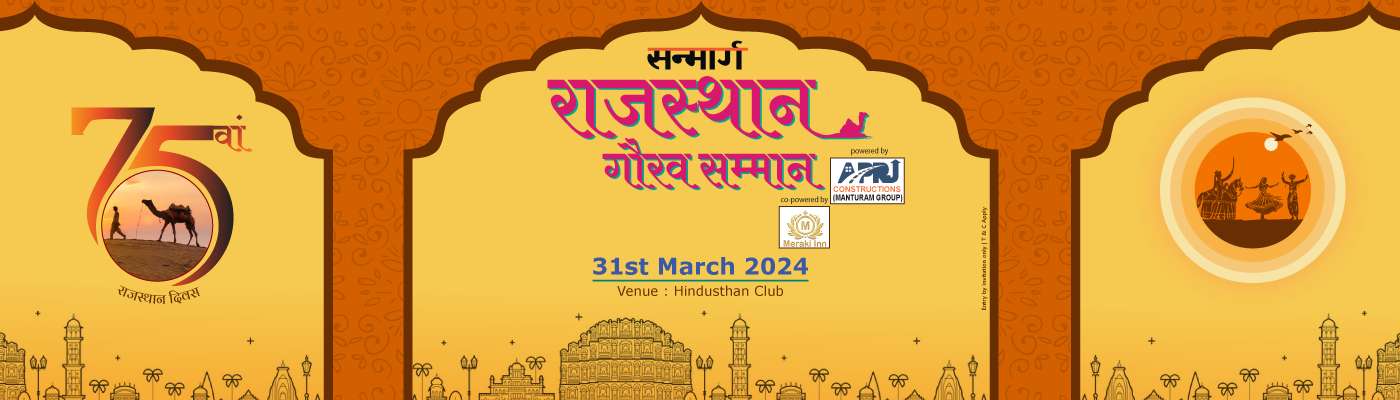 75वां
राजस्थान दिवस
सन्मार्ग
राजस्थान
गौरव सम्मान
powered by
APRJ
CONSTRUCTIONS
(MANTURAM GROUP)
co-powered by
M
Meraki Inn
31st March 2024
Venue : Hindusthan Club
Entry by invitation only | T & C Apply